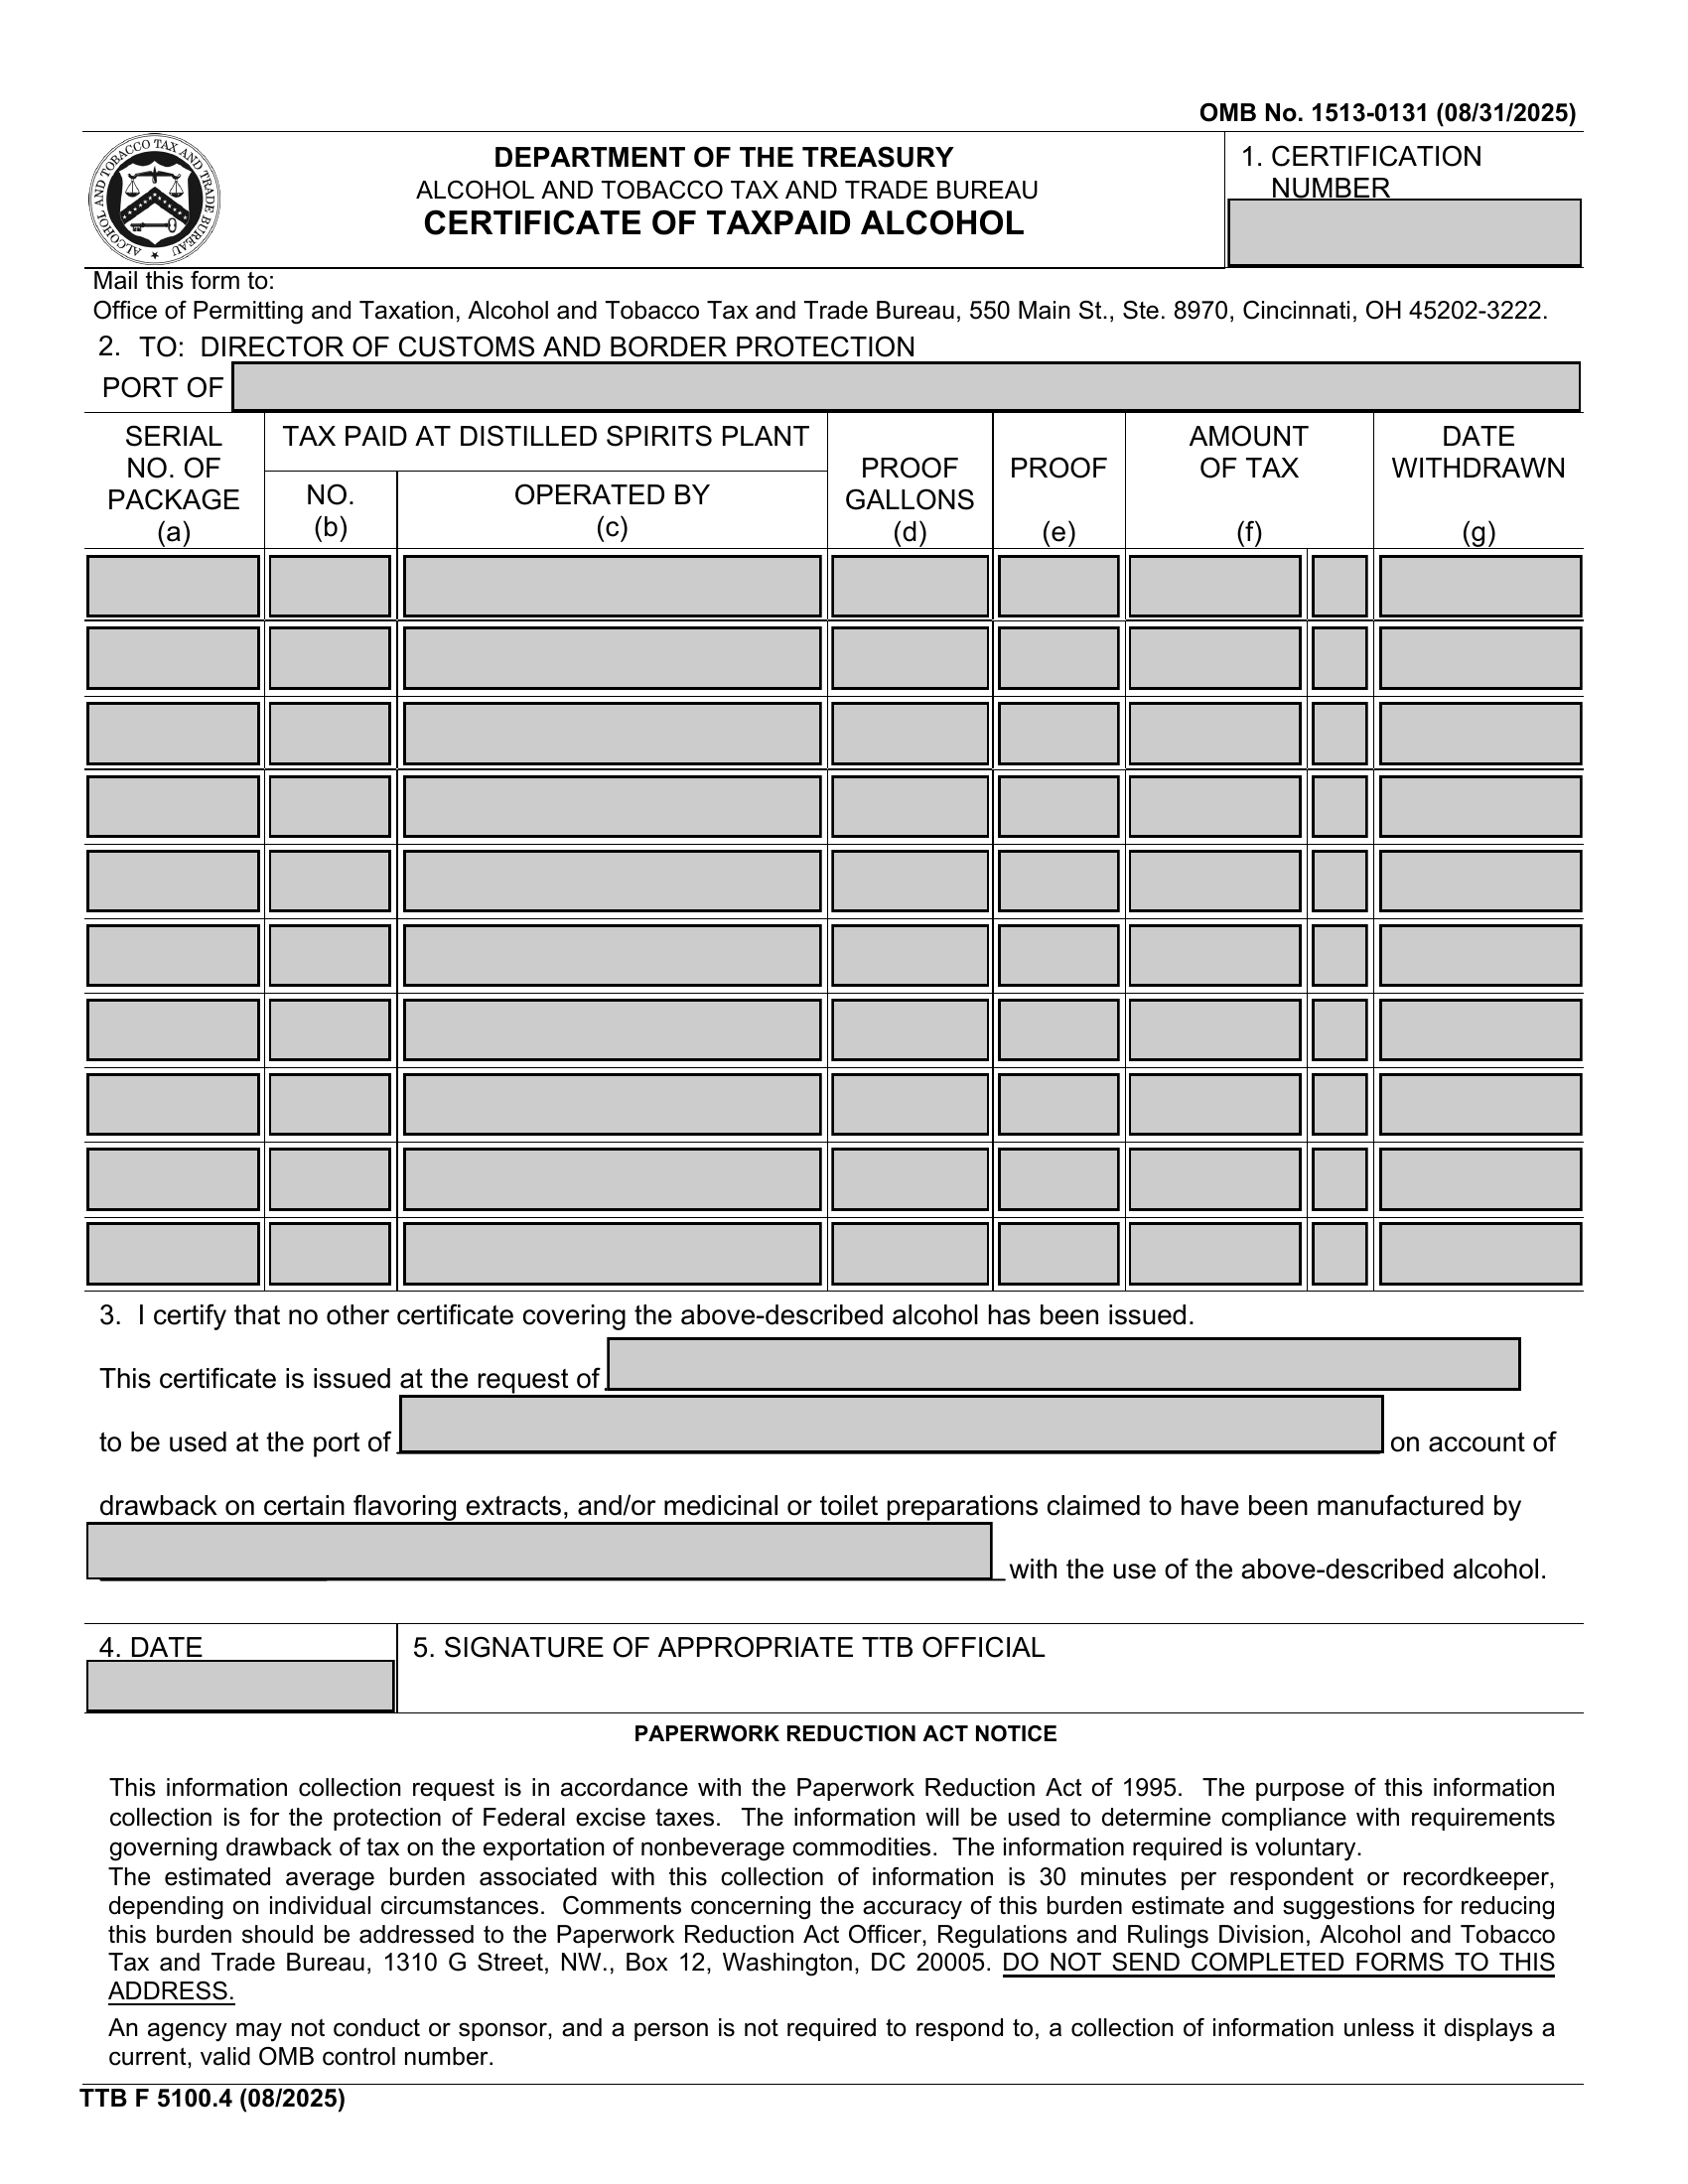 OMB No. 1513-0131 (08/31/2025)
ALCOHOL AND TOBACCO TAX AND TRADE BUREAU
DEPARTMENT OF THE TREASURY
ALCOHOL AND TOBACCO TAX AND TRADE BUREAU
CERTIFICATE OF TAXPAID ALCOHOL
1. CERTIFICATION
NUMBER
Mail this form to:
Office of Permitting and Taxation, Alcohol and Tobacco Tax and Trade Bureau, 550 Main St., Ste. 8970, Cincinnati, OH 45202-3222.
2. TO: DIRECTOR OF CUSTOMS AND BORDER PROTECTION
PORT OF
SERIAL
NO. OF
PACKAGE
(a)
TAX PAID AT DISTILLED SPIRITS PLANT
NO.
(b)
OPERATED BY
(c)
PROOF
GALLONS
(d)
PROOF
(e)
AMOUNT
OF TAX
(f)
DATE
WITHDRAWN
(g)
3. I certify that no other certificate covering the above-described alcohol has been issued.
This certificate is issued at the request of
to be used at the port of on account of
drawback on certain flavoring extracts, and/or medicinal or toilet preparations claimed to have been manufactured by
with the use of the above-described alcohol.
4. DATE
5. SIGNATURE OF APPROPRIATE TTB OFFICIAL
PAPERWORK REDUCTION ACT NOTICE
This information collection request is in accordance with the Paperwork Reduction Act of 1995. The purpose of this information
collection is for the protection of Federal excise taxes. The information will be used to determine compliance with requirements
governing drawback of tax on the exportation of nonbeverage commodities. The information required is voluntary.
The estimated average burden associated with this collection of information is 30 minutes per respondent or recordkeeper,
depending on individual circumstances. Comments concerning the accuracy of this burden estimate and suggestions for reducing
this burden should be addressed to the Paperwork Reduction Act Officer, Regulations and Rulings Division, Alcohol and Tobacco
Tax and Trade Bureau, 1310 G Street, NW., Box 12, Washington, DC 20005. DO NOT SEND COMPLETED FORMS TO THIS
ADDRESS.
An agency may not conduct or sponsor, and a person is not required to respond to, a collection of information unless it displays a
current, valid OMB control number.
TTB F 5100.4 (08/2025)